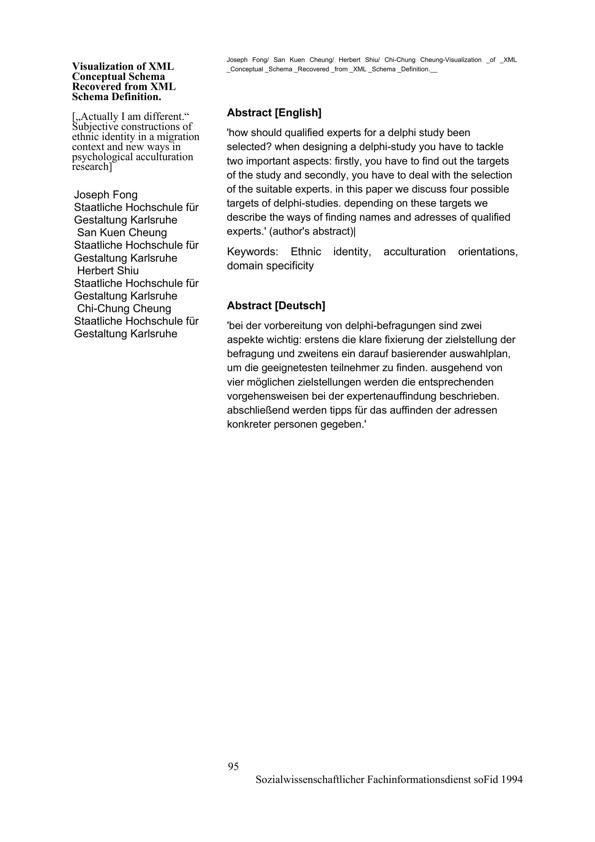 Visualization of XML
Conceptual Schema
Recovered from XML
Schema Definition.
[„Actually I am different.“
Subjective constructions of
ethnic identity in a migration
context and new ways in
psychological acculturation
research]
Joseph Fong
Staatliche Hochschule für
Gestaltung Karlsruhe
San Kuen Cheung
Staatliche Hochschule für
Gestaltung Karlsruhe
Herbert Shiu
Staatliche Hochschule für
Gestaltung Karlsruhe
Chi-Chung Cheung
Staatliche Hochschule für
Gestaltung Karlsruhe
Joseph Fong/ San Kuen Cheung/ Herbert Shiu/ Chi-Chung Cheung-Visualization _of _XML
_Conceptual _Schema _Recovered _from _XML _Schema _Definition.__
Abstract [English]
'how should qualified experts for a delphi study been
selected? when designing a delphi-study you have to tackle
two important aspects: firstly, you have to find out the targets
of the study and secondly, you have to deal with the selection
of the suitable experts. in this paper we discuss four possible
targets of delphi-studies. depending on these targets we
describe the ways of finding names and adresses of qualified
experts.' (author's abstract)|
Keywords: Ethnic identity, acculturation orientations,
domain specificity
Abstract [Deutsch]
'bei der vorbereitung von delphi-befragungen sind zwei
aspekte wichtig: erstens die klare fixierung der zielstellung der
befragung und zweitens ein darauf basierender auswahlplan,
um die geeignetesten teilnehmer zu finden. ausgehend von
vier möglichen zielstellungen werden die entsprechenden
vorgehensweisen bei der expertenauffindung beschrieben.
abschließend werden tipps für das auffinden der adressen
konkreter personen gegeben.'
95
Sozialwissenschaftlicher Fachinformationsdienst soFid 1994